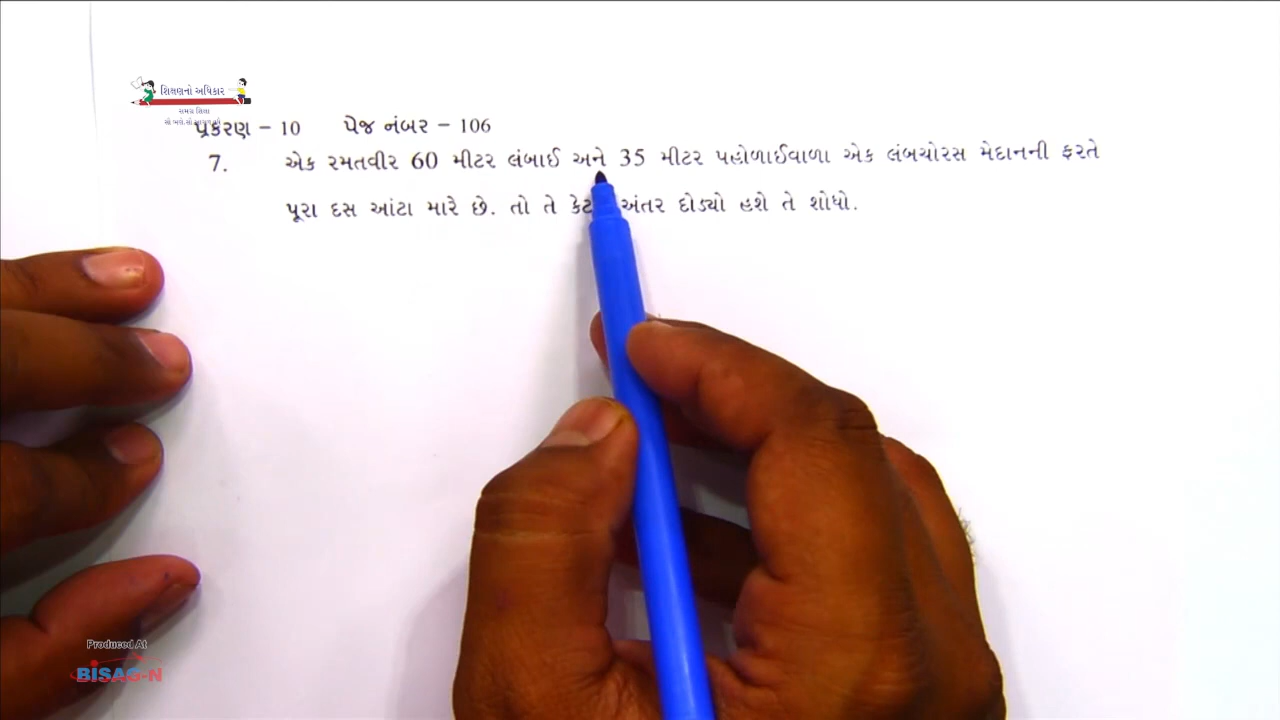 શિક્ષણનો અધિકાર
સમગ્ર શિક્ષા
પ્રકરણ – 10 પેજ નંબર – 106
7. એક રમતવીર 60 મીટર લંબાઈ અને 35 મીટર પહોળાઈવાળા એક લંબચોરસ મેદાનની ફરતે
પૂરા દસ આંટા મારે છે. તો તે અંતર દોડ્યો હશે તે શોધો.
Produced At
BISAG-N